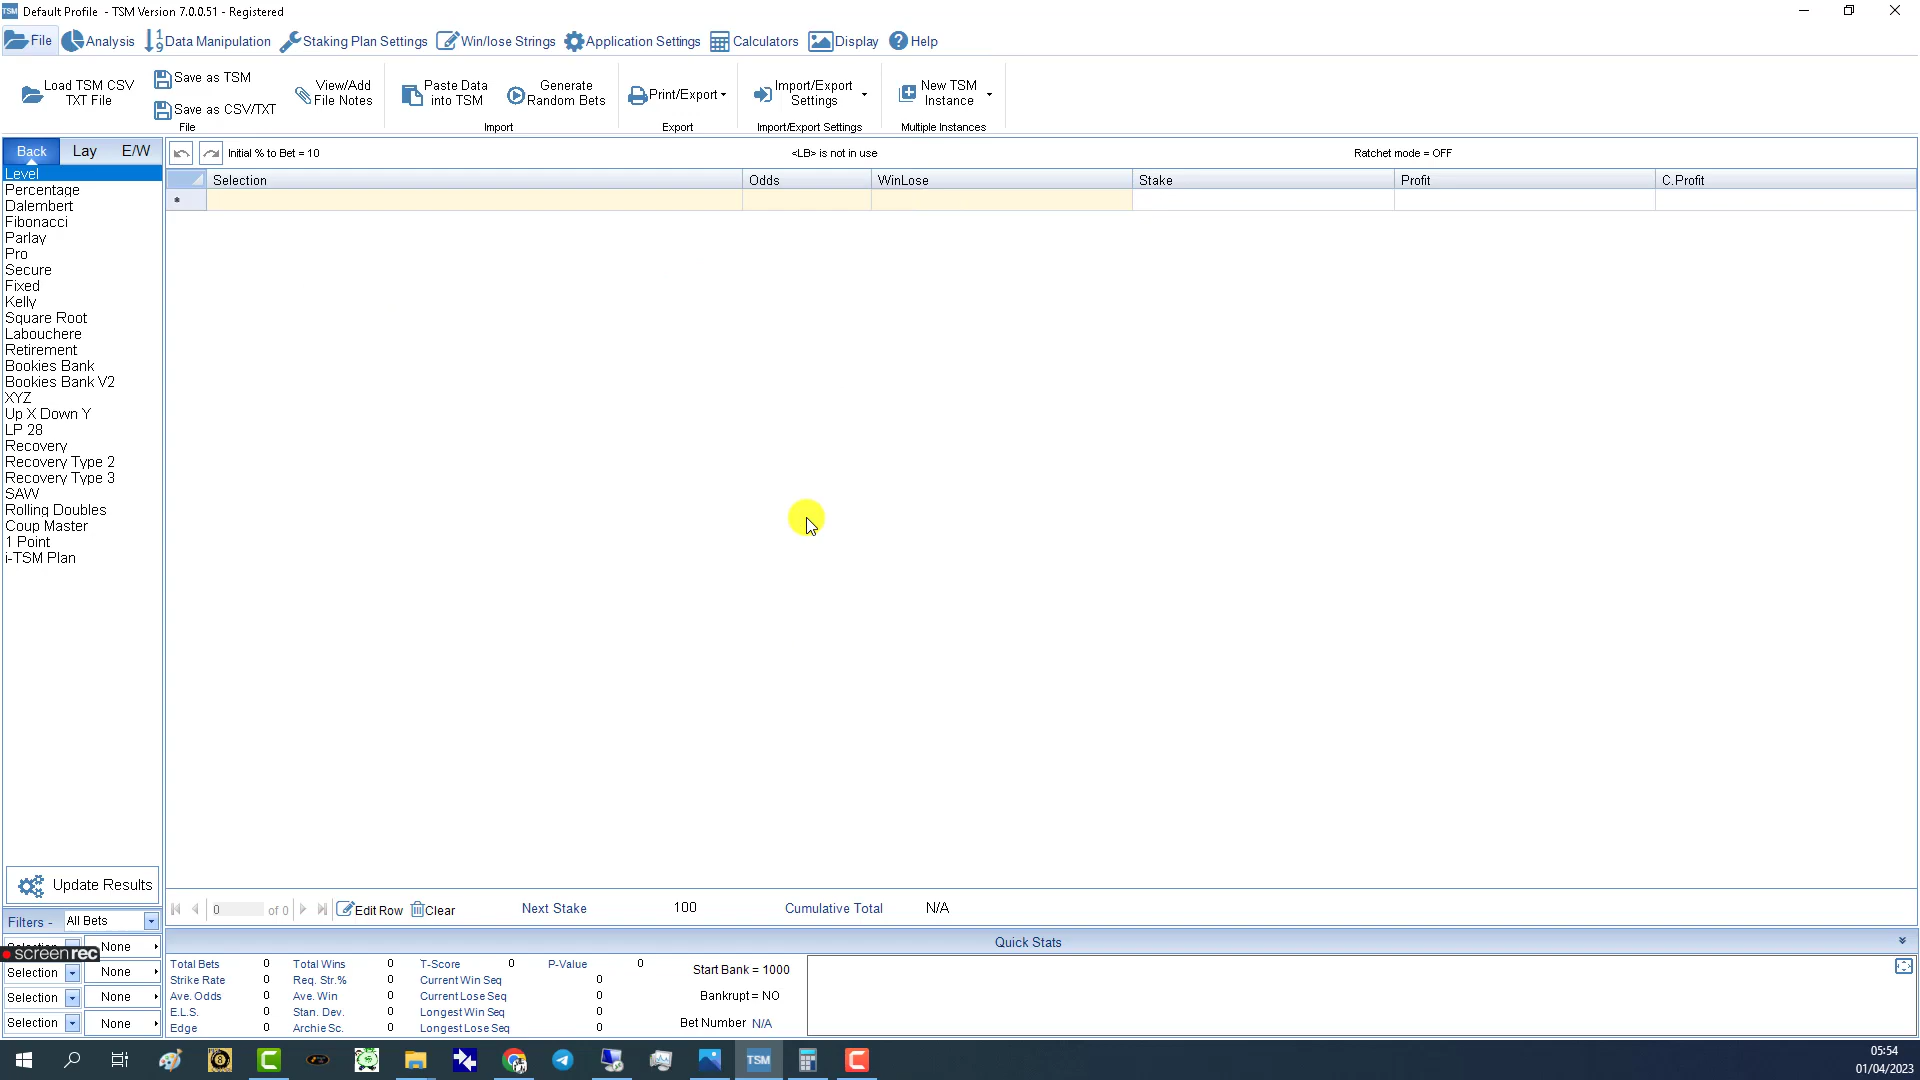 TSM Default Profile - TSM Version 7.0.0.51 - Registered
File Analysis Data Manipulation Staking Plan Settings Win/lose Strings Application Settings Calculators Display Help
Load TSM CSV TXT File
Save as TSM
Save as CSV/TXT
View/Add File Notes
Paste Data into TSM
Generate Random Bets
Print/Export
Import/Export Settings
New TSM Instance
File Import Export Import/Export Settings Multiple Instances
Back Lay E/W
Initial % to Bet = 10 <LB> is not in use Ratchet mode = OFF
Selection Odds WinLose Stake Profit C.Profit
*
Level
Percentage
Dalembert
Fibonacci
Parlay
Pro
Secure
Fixed
Kelly
Square Root
Labouchere
Retirement
Bookies Bank
Bookies Bank V2
XYZ
Up X Down Y
LP 28
Recovery
Recovery Type 2
Recovery Type 3
SAW
Rolling Doubles
Coup Master
1 Point
i-TSM Plan
Update Results
Filters - All Bets
None
screenrec
Selection None
Selection None
Selection None
0 of 0 Edit Row Clear Next Stake 100 Cumulative Total N/A
Quick Stats
Total Bets 0 Total Wins 0 T-Score 0 P-Value 0
Strike Rate 0 Req. Str.% 0 Current Win Seq 0
Ave. Odds 0 Ave. Win 0 Current Lose Seq 0
E.L.S. 0 Stan. Dev. 0 Longest Win Seq 0
Edge 0 Archie Sc. 0 Longest Lose Seq 0
Start Bank = 1000
Bankrupt = NO
Bet Number N/A
TSM
05:54
01/04/2023